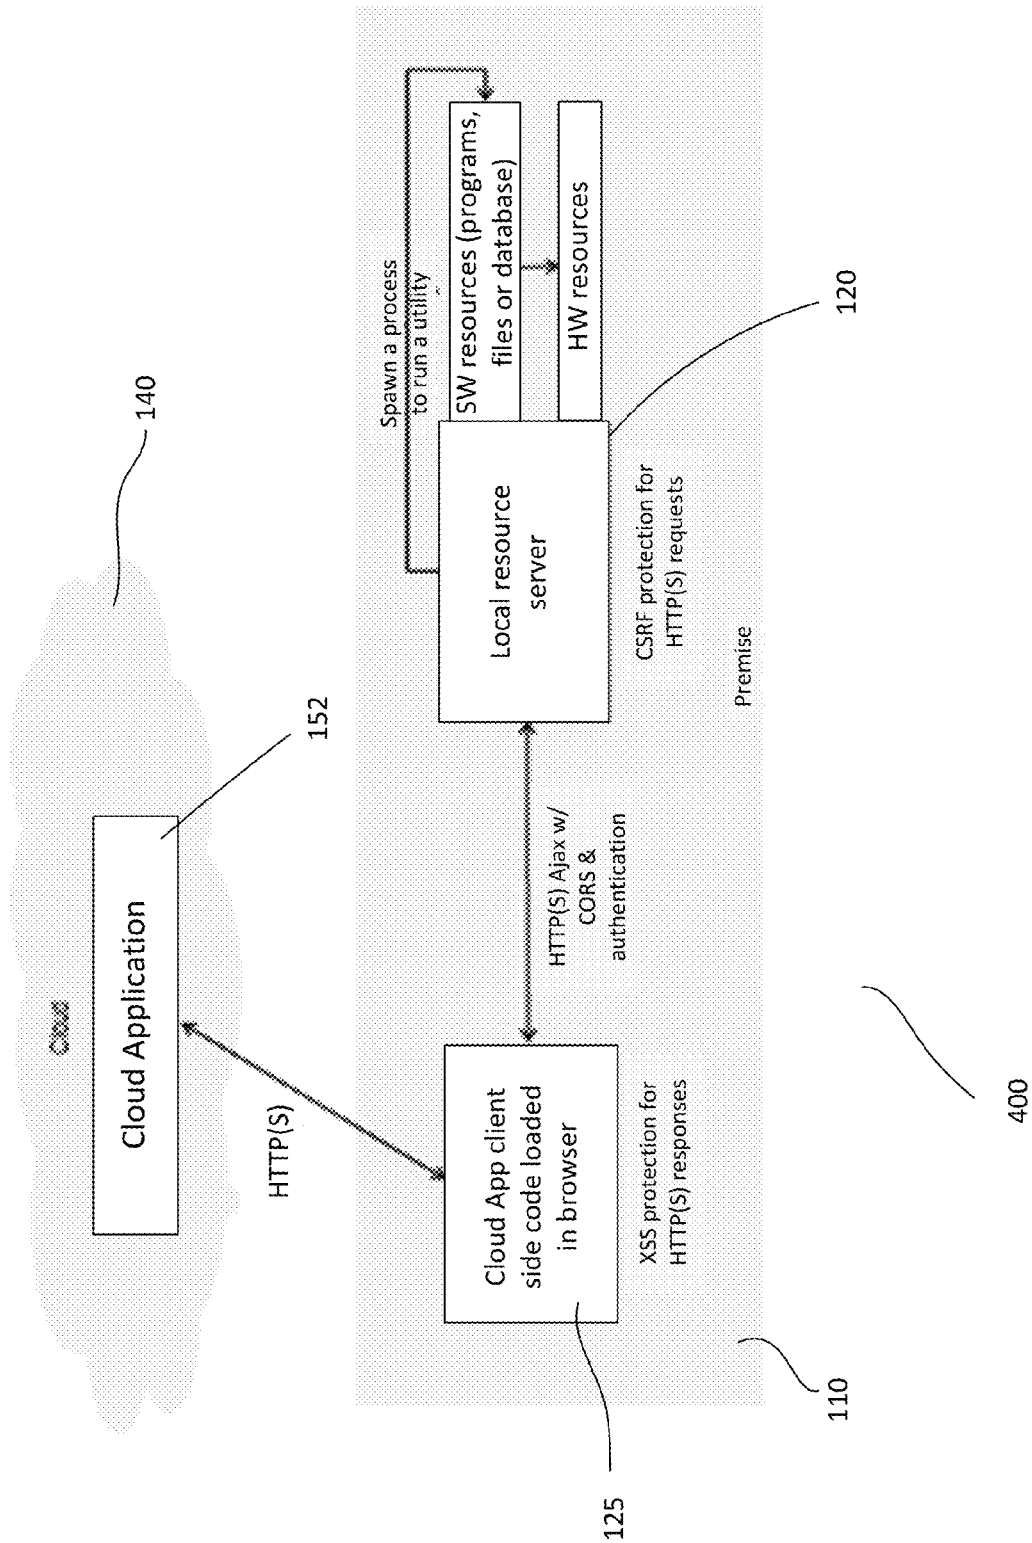 Cloud
Cloud Application
140
152
HTTP(S)
Cloud App client
side code loaded
in browser
XSS protection for
HTTP(S) responses
125
110
HTTP(S) Ajax w/
CORS &
authentication
Local resource
server
CSRF protection for
HTTP(S) requests
Premise
Spawn a process
to run a utility
SW resources (programs,
files or database)
HW resources
120
400